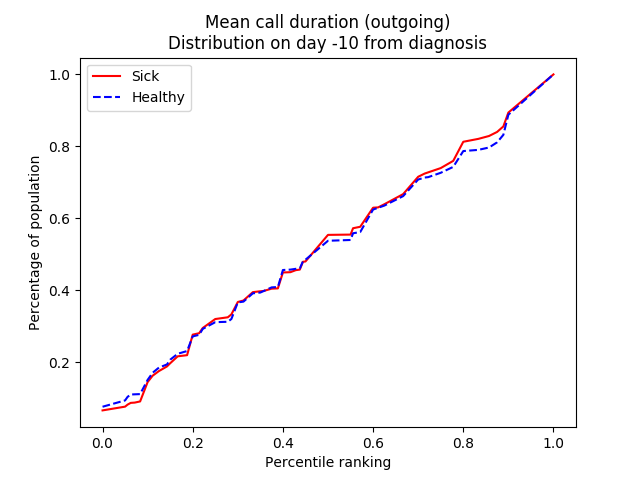 Mean call duration (outgoing)
Distribution on day -10 from diagnosis
Sick
Healthy
Percentage of population
1.0
0.8
0.6
0.4
0.2
0.0
0.2
0.4
0.6
0.8
1.0
Percentile ranking